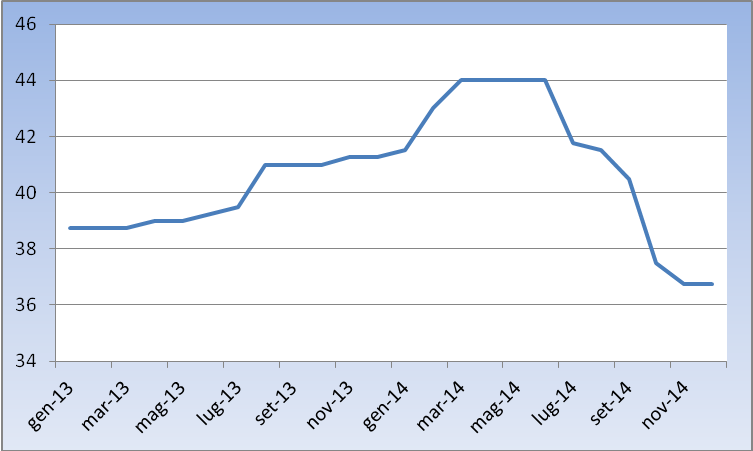 46
44
42
40
38
36
34
gen-13
mar-13
mag-13
lug-13
set-13
nov-13
gen-14
mar-14
mag-14
lug-14
set-14
nov-14